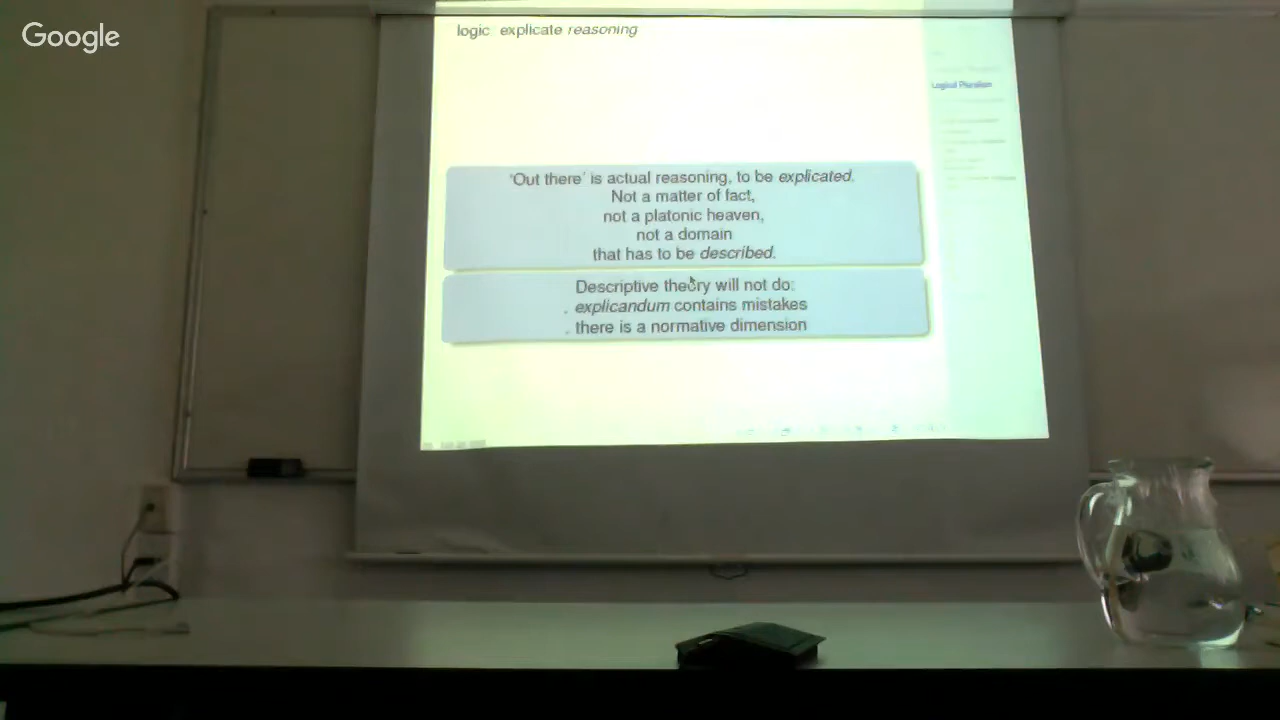 Google
logic explicate reasoning
Logical Pluralism
'Out there' is actual reasoning, to be explicated.
Not a matter of fact,
not a platonic heaven,
not a domain
that has to be described.
Descriptive theory will not do:
. explicandum contains mistakes
. there is a normative dimension